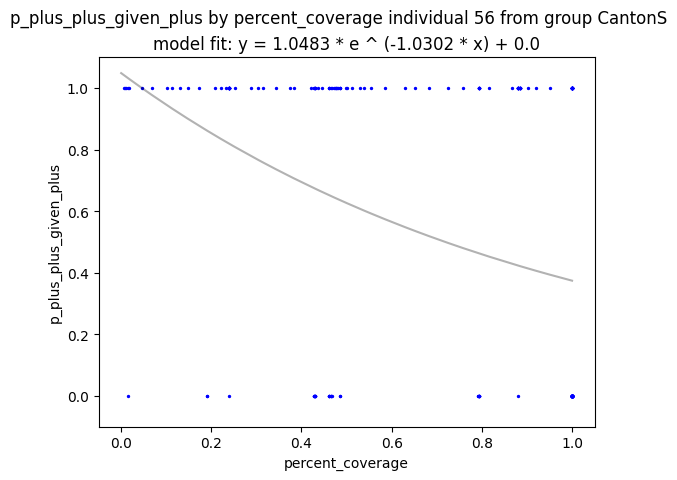 p_plus_plus_given_plus by percent_coverage individual 56 from group CantonS
model fit: y = 1.0483 * e ^ (-1.0302 * x) + 0.0
1.0
0.8
0.6
0.4
0.2
0.0
p_plus_plus_given_plus
0.0 0.2 0.4 0.6 0.8 1.0
percent_coverage